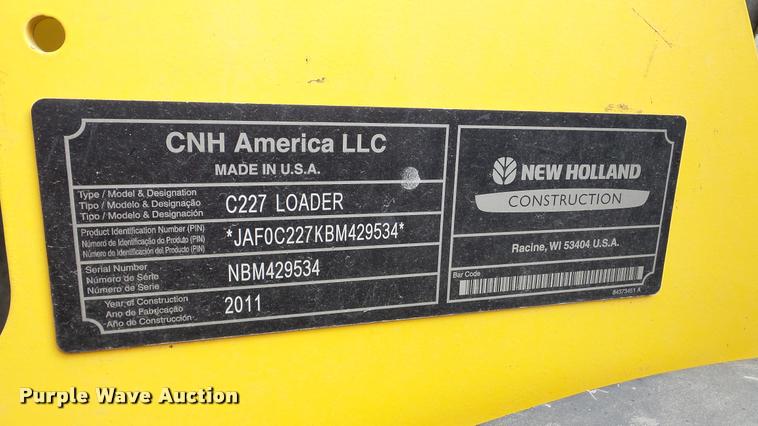 CNH America LLC
MADE IN U.S.A.
Type / Model & Designation
Tipo / Modelo & Designação
Tipo / Modelo & Designación
C227 LOADER
Product Identification Number (PIN)
Número de Identificação do Produto (PIN)
Número de Identificación del Producto (PIN)
*JAF0C227KBM429534*
Serial Number
Número de Série
Número de Serie
NBM429534
Year of Construction
Ano de Fabricação
Año de Construcción
2011
NEW HOLLAND
CONSTRUCTION
Racine, WI 53404 U.S.A.
Bar Code
84373451 A
Purple Wave Auction